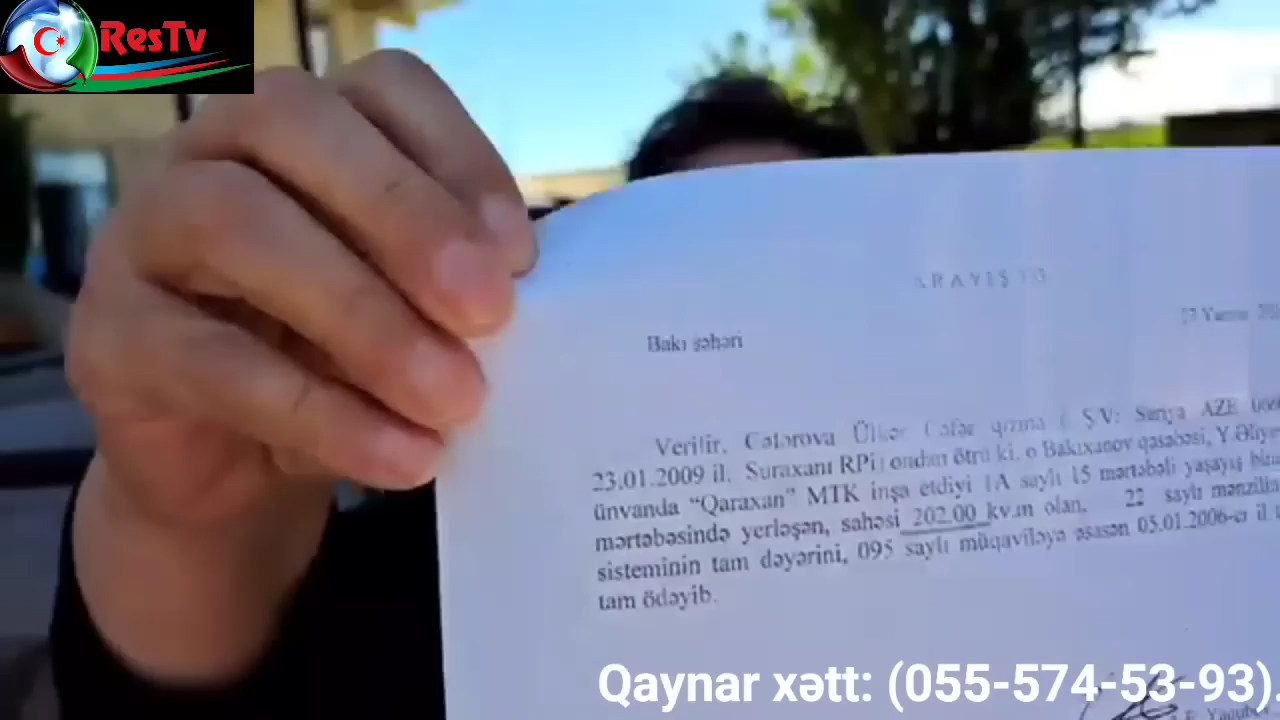 ResTv
ARAYIŞ
Bakı şəhəri
Verilir, Cəfərova Ülkər Cəfər qızına ( Ş/V: Seriya AZE
23.01.2009 il. Suraxanı RPİ) ondan ötrü ki, o Bakıxanov qəsəbəsi,
ünvanda “Qaraxan” MTK inşa etdiyi 1A saylı 15 mərtəbəli yaşayış
mərtəbəsində yerləşən, sahəsi 202.00 kv.m olan, 22 saylı
sisteminin tam dəyərini, 095 saylı müqaviləyə əsasən 05.01.2006-cı il
tam ödəyib.
Qaynar xətt: (055-574-53-93).